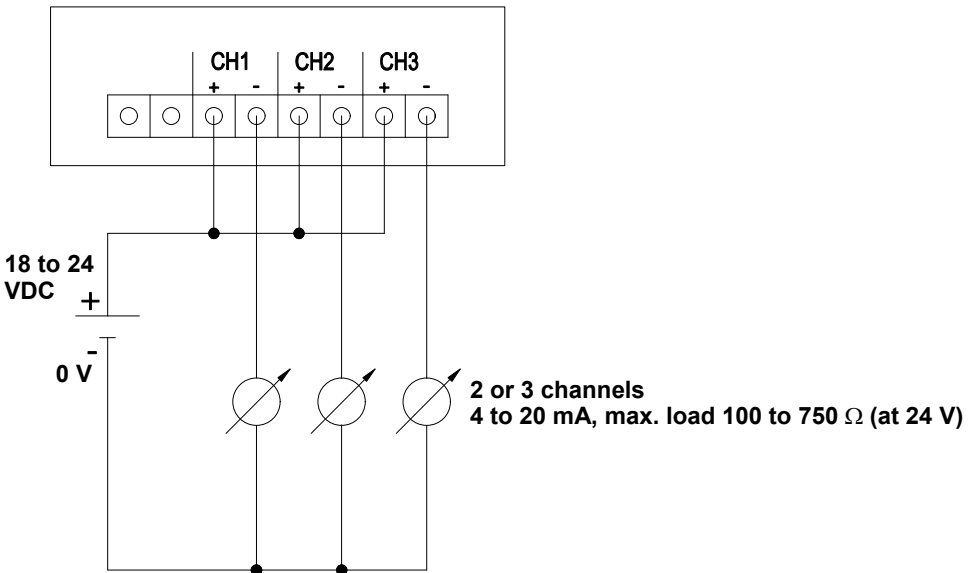 CH1 CH2 CH3
+ - + - + -
18 to 24
VDC
+
-
0 V
2 or 3 channels
4 to 20 mA, max. load 100 to 750 Ω (at 24 V)